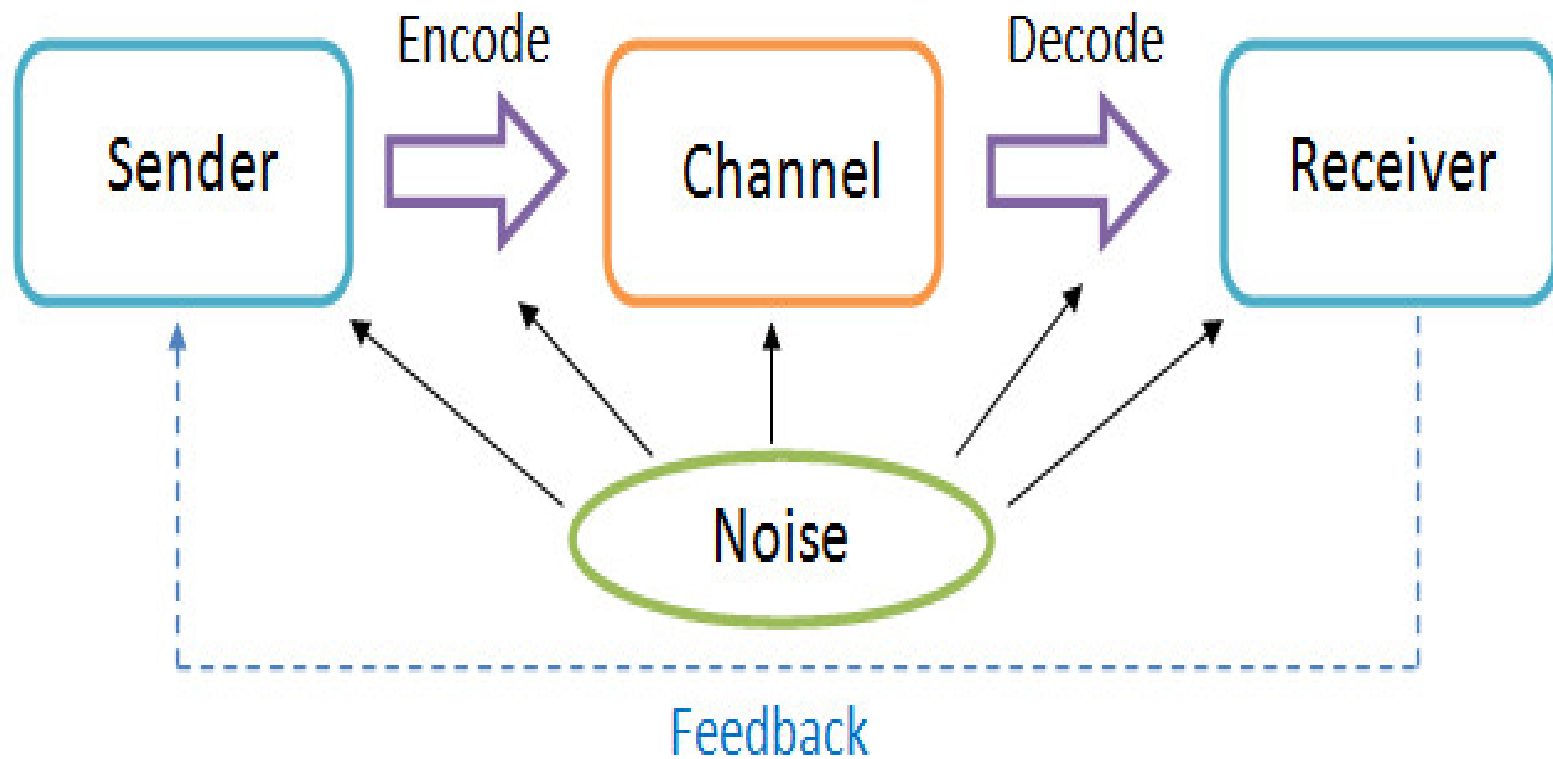 Encode
Decode
Sender
Channel
Receiver
Noise
Feedback